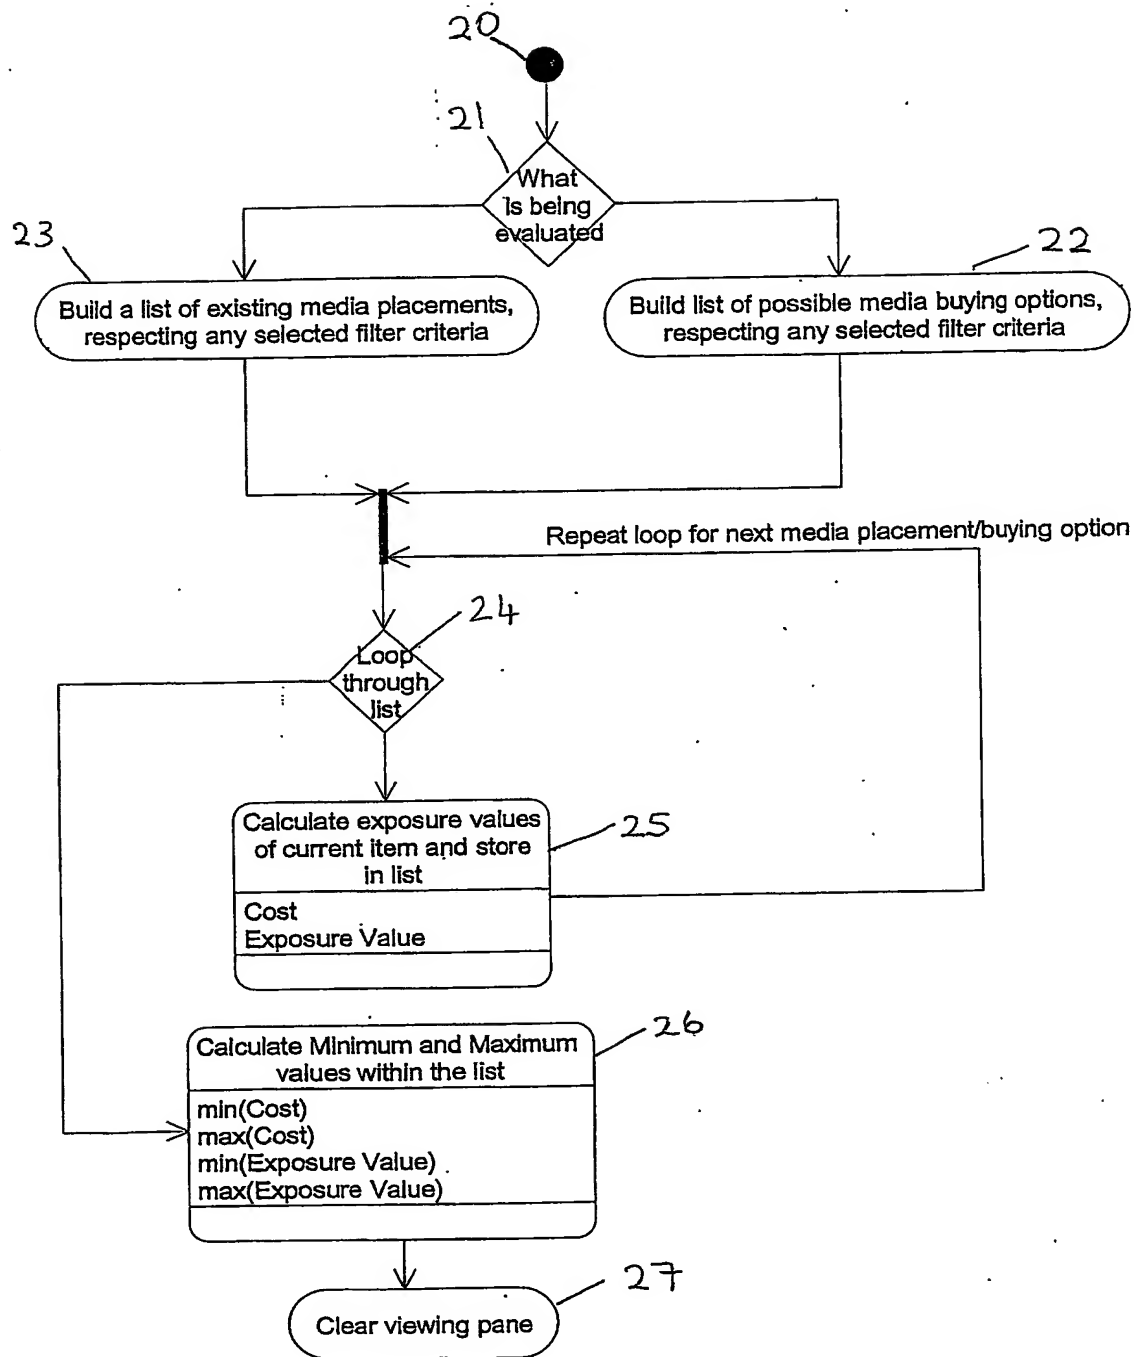 20
21
What
is being
evaluated
23
22
Build a list of existing media placements,
respecting any selected filter criteria
Build list of possible media buying options,
respecting any selected filter criteria
Repeat loop for next media placement/buying option
24
Loop
through
list
Calculate exposure values
of current item and store
in list
25
Cost
Exposure Value
26
Calculate Minimum and Maximum
values within the list
min(Cost)
max(Cost)
min(Exposure Value)
max(Exposure Value)
27
Clear viewing pane